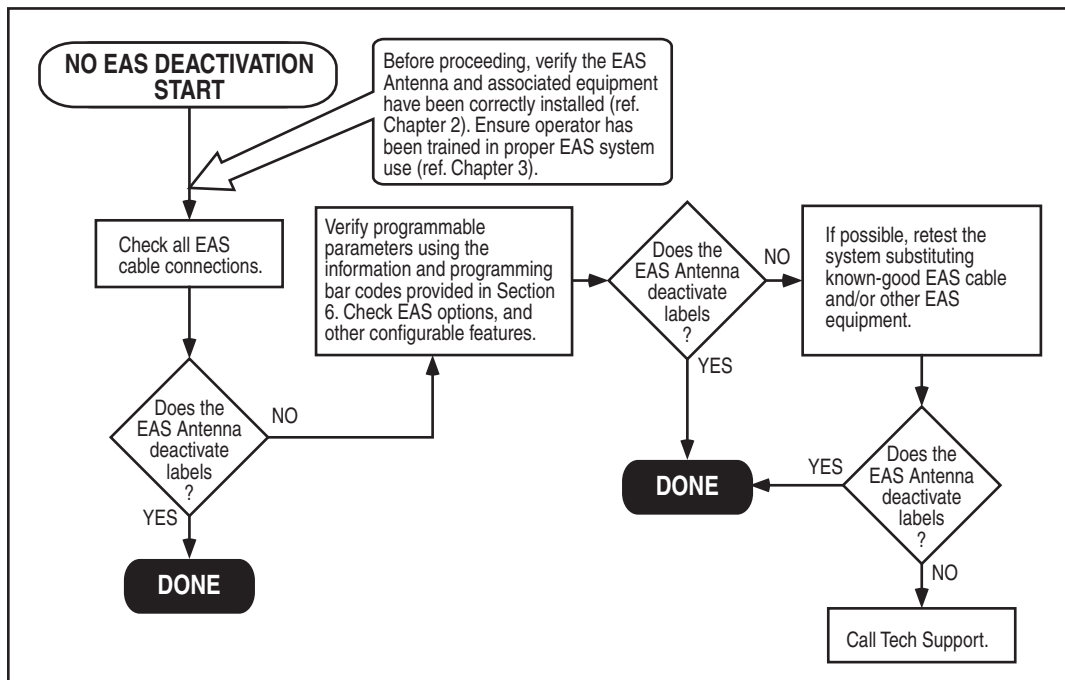 NO EAS DEACTIVATION
START
Before proceeding, verify the EAS
Antenna and associated equipment
have been correctly installed (ref.
Chapter 2). Ensure operator has
been trained in proper EAS system
use (ref. Chapter 3).
Check all EAS
cable connections.
Does the
EAS Antenna
deactivate
labels
?
YES
DONE
NO
Verify programmable
parameters using the
information and programming
bar codes provided in Section
6. Check EAS options, and
other configurable features.
Does the
EAS Antenna
deactivate
labels
?
YES
DONE
NO
If possible, retest the
system substituting
known-good EAS cable
and/or other EAS
equipment.
Does the
EAS Antenna
deactivate
labels
?
YES
NO
Call Tech Support.